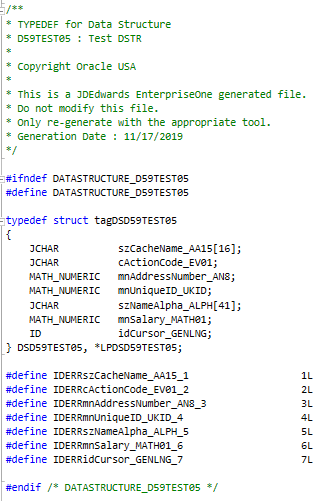 /**
* TYPEDEF for Data Structure
* D59TEST05 : Test DSTR
*
* Copyright Oracle USA
*
* This is a JDEdwards EnterpriseOne generated file.
* Do not modify this file.
* Only re-generate with the appropriate tool.
* Generation Date : 11/17/2019
*/
#ifndef DATASTRUCTURE_D59TEST05
#define DATASTRUCTURE_D59TEST05
typedef struct tagDSD59TEST05
{
    JCHAR        szCacheName_AA15[16];
    JCHAR        cActionCode_EV01;
    MATH_NUMERIC  mnAddressNumber_AN8;
    MATH_NUMERIC  mnUniqueID_UKID;
    JCHAR        szNameAlpha_ALPH[41];
    MATH_NUMERIC  mnSalary_MATH01;
    ID           idCursor_GENLNG;
} DSD59TEST05, *LPDSD59TEST05;
#define IDERRszCacheName_AA15_1                1L
#define IDERRcActionCode_EV01_2                2L
#define IDERRmnAddressNumber_AN8_3             3L
#define IDERRmnUniqueID_UKID_4                 4L
#define IDERRszNameAlpha_ALPH_5                5L
#define IDERRmnSalary_MATH01_6                 6L
#define IDERRidCursor_GENLNG_7                 7L
#endif /* DATASTRUCTURE_D59TEST05 */